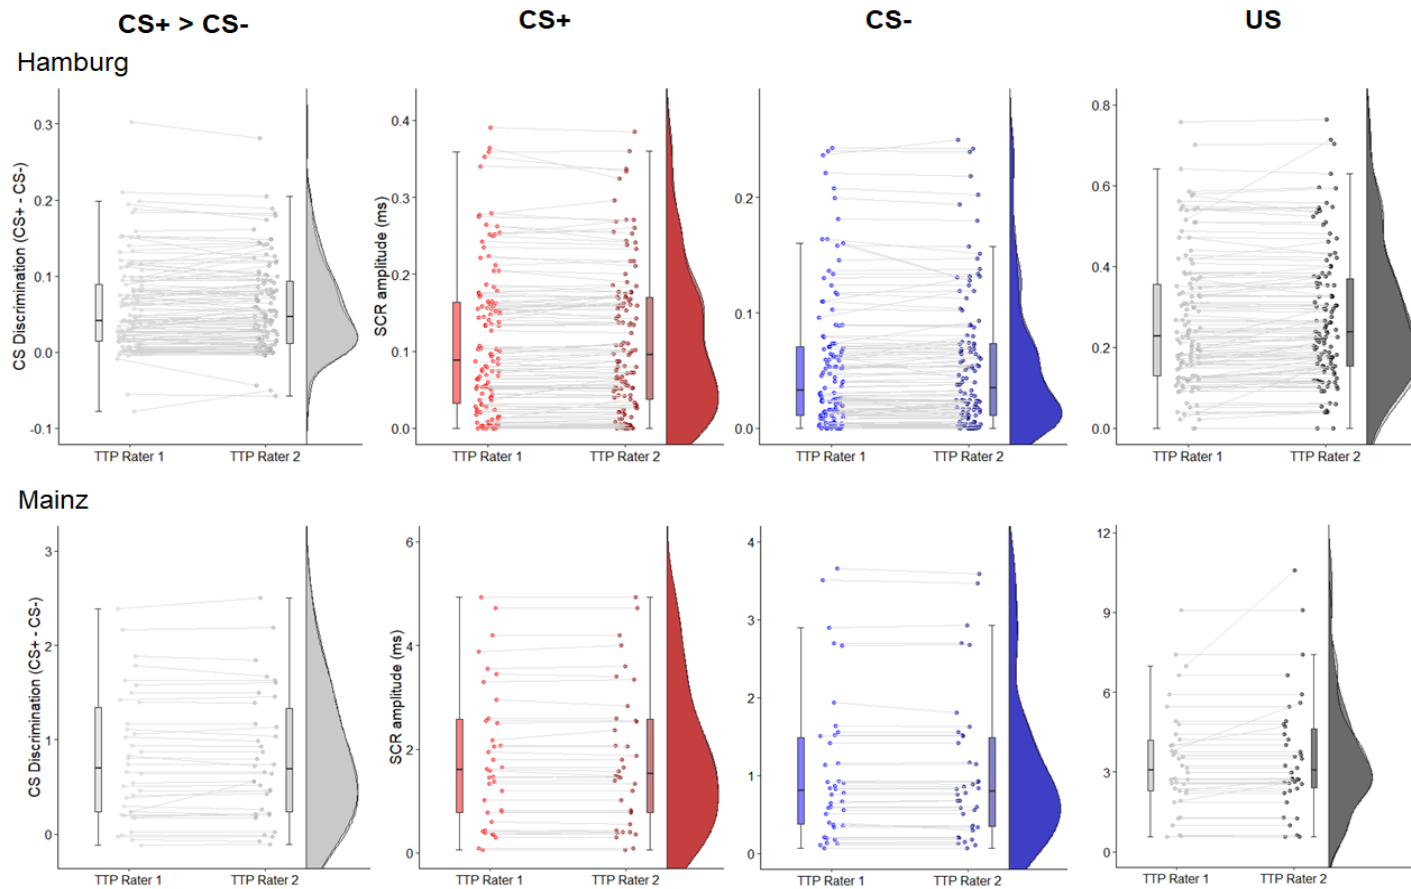 CS+ > CS-
CS+
CS-
US
Hamburg
CS Discrimination (CS+ - CS-)
0.3
0.2
0.1
0.0
-0.1
TTP Rater 1
TTP Rater 2
SCR amplitude (ms)
0.4
0.3
0.2
0.1
0.0
TTP Rater 1
TTP Rater 2
0.2
0.1
0.0
TTP Rater 1
TTP Rater 2
0.8
0.6
0.4
0.2
0.0
TTP Rater 1
TTP Rater 2
Mainz
CS Discrimination (CS+ - CS-)
3
2
1
0
TTP Rater 1
TTP Rater 2
SCR amplitude (ms)
6
4
2
0
TTP Rater 1
TTP Rater 2
4
3
2
1
0
TTP Rater 1
TTP Rater 2
12
9
6
3
0
TTP Rater 1
TTP Rater 2